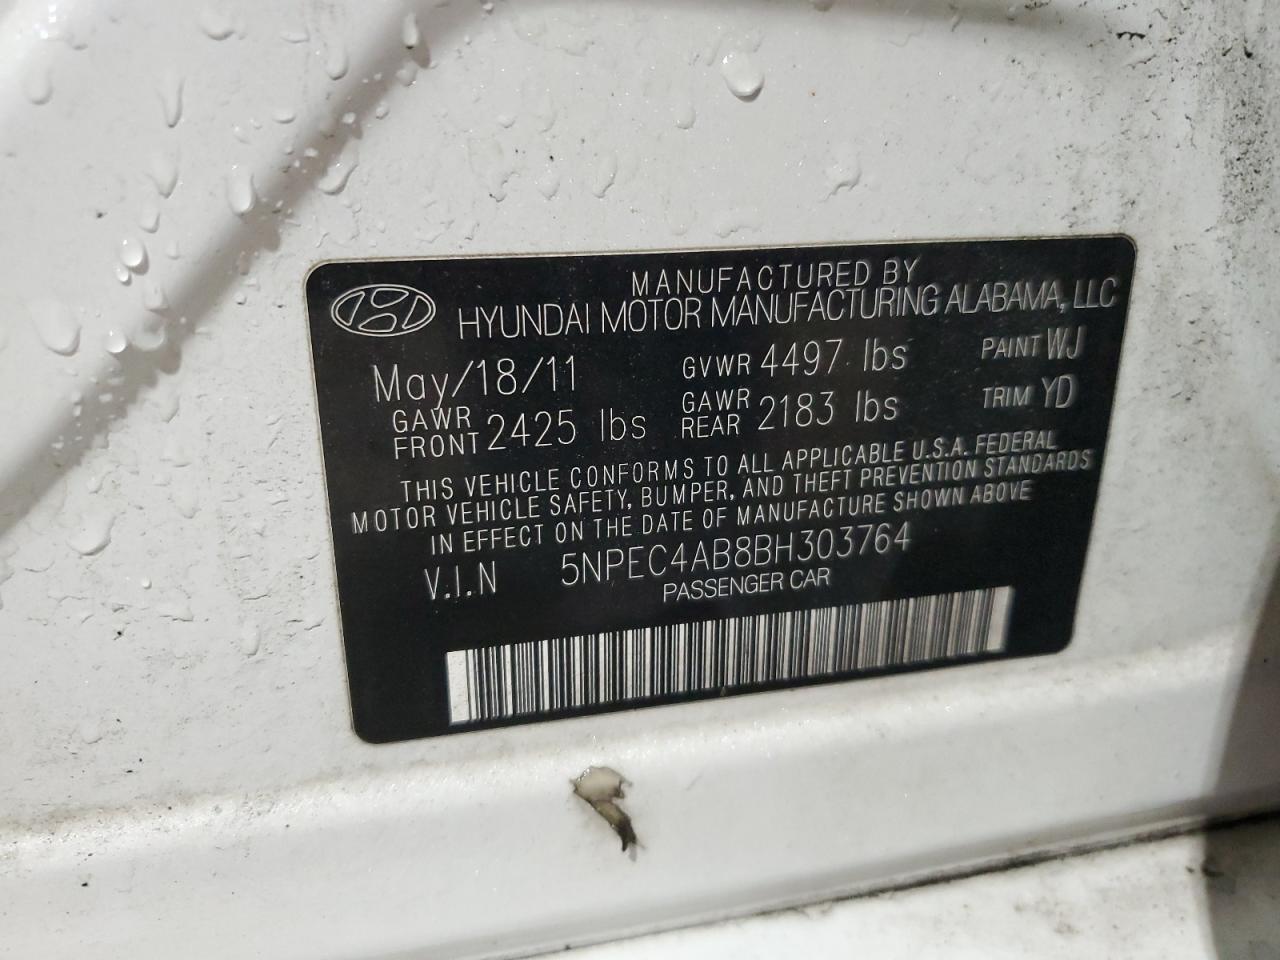 MANUFACTURED BY
HYUNDAI MOTOR MANUFACTURING ALABAMA, LLC
May/18/11 GVWR 4497 lbs PAINT WJ
GAWR FRONT 2425 lbs GAWR REAR 2183 lbs TRIM YD
THIS VEHICLE CONFORMS TO ALL APPLICABLE U.S.A. FEDERAL
MOTOR VEHICLE SAFETY, BUMPER, AND THEFT PREVENTION STANDARDS
IN EFFECT ON THE DATE OF MANUFACTURE SHOWN ABOVE
V.I.N 5NPEC4AB8BH303764
PASSENGER CAR